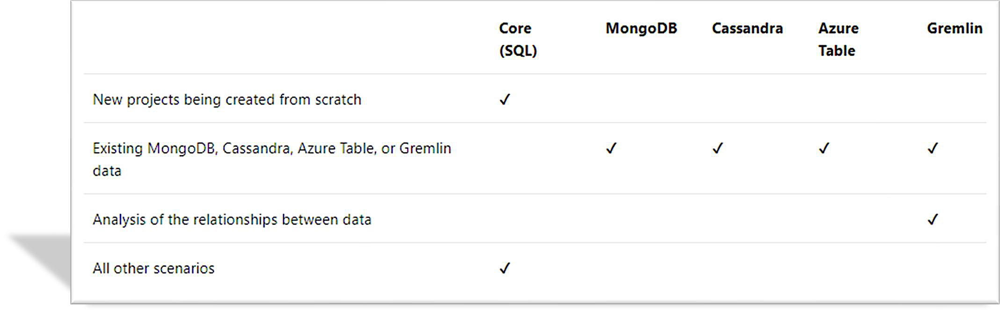 Core MongoDB Cassandra Azure Gremlin
(SQL) Table
New projects being created from scratch ✓
Existing MongoDB, Cassandra, Azure Table, or Gremlin ✓ ✓ ✓ ✓
data
Analysis of the relationships between data ✓
All other scenarios ✓